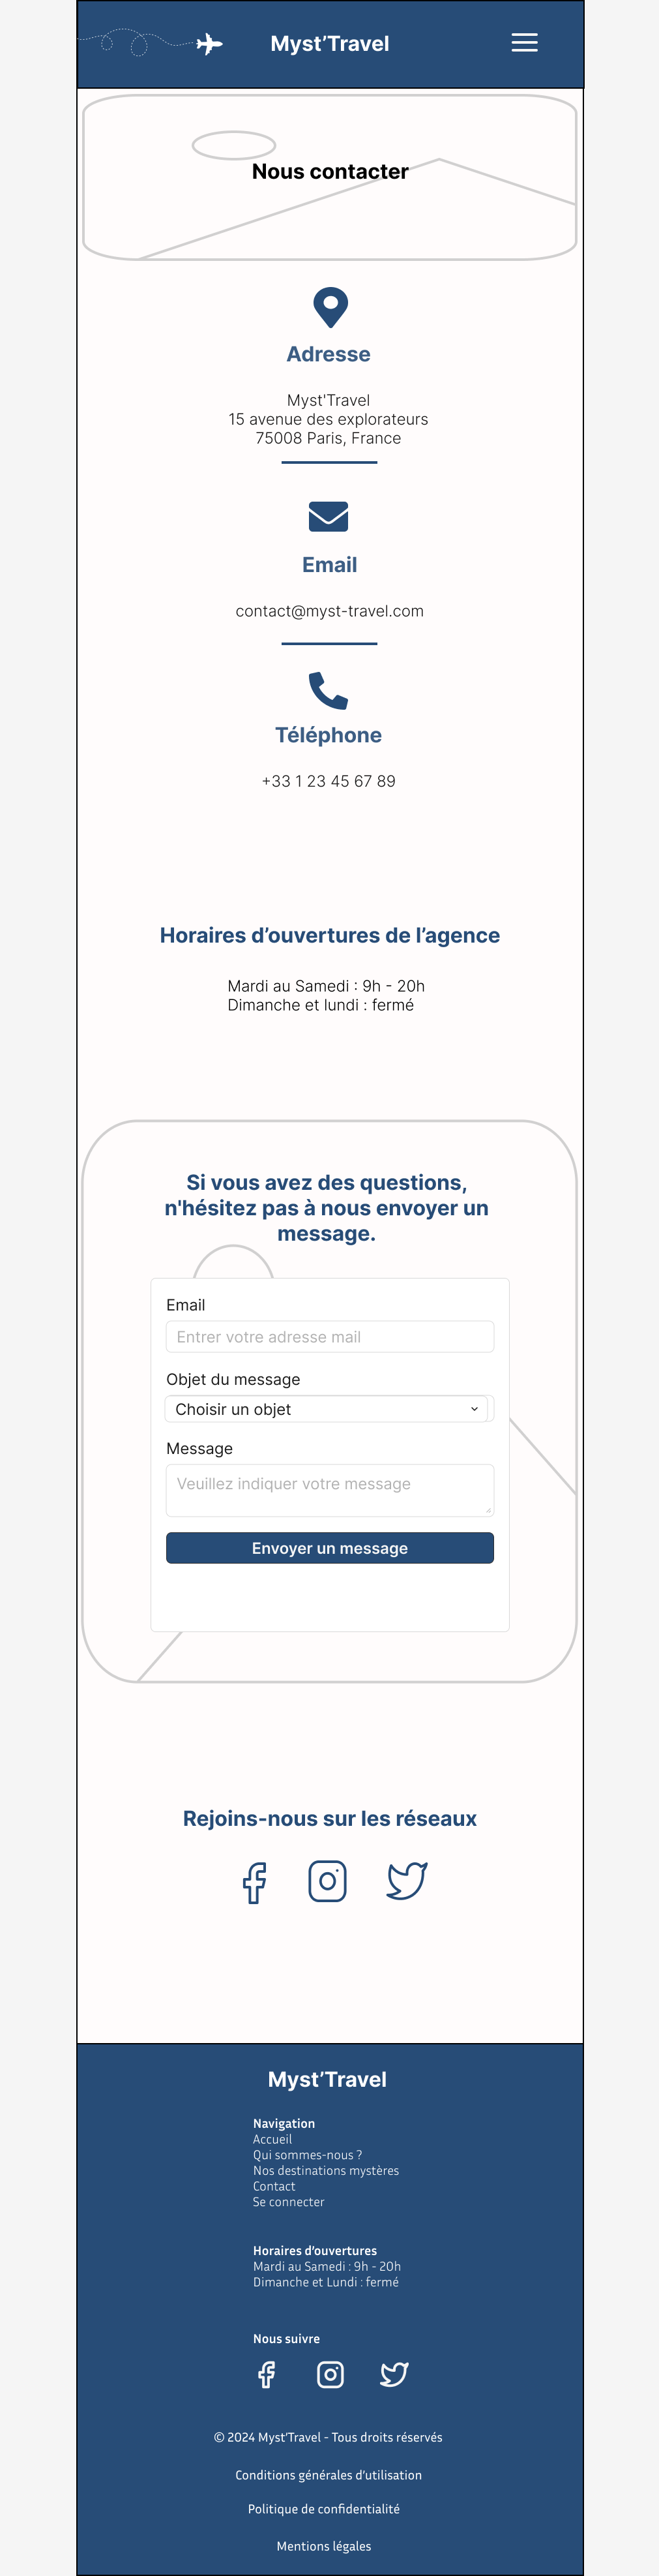 Myst’Travel
Nous contacter
Adresse
Myst'Travel
15 avenue des explorateurs
75008 Paris, France
Email
contact@myst-travel.com
Téléphone
+33 1 23 45 67 89
Horaires d’ouvertures de l’agence
Mardi au Samedi : 9h - 20h
Dimanche et lundi : fermé
Si vous avez des questions,
n'hésitez pas à nous envoyer un
message.
Email
Entrer votre adresse mail
Objet du message
Choisir un objet
Message
Veuillez indiquer votre message
Envoyer un message
Rejoins-nous sur les réseaux
Myst’Travel
Navigation
Accueil
Qui sommes-nous ?
Nos destinations mystères
Contact
Se connecter
Horaires d’ouvertures
Mardi au Samedi : 9h - 20h
Dimanche et Lundi : fermé
Nous suivre
© 2024 Myst’Travel - Tous droits réservés
Conditions générales d’utilisation
Politique de confidentialité
Mentions légales